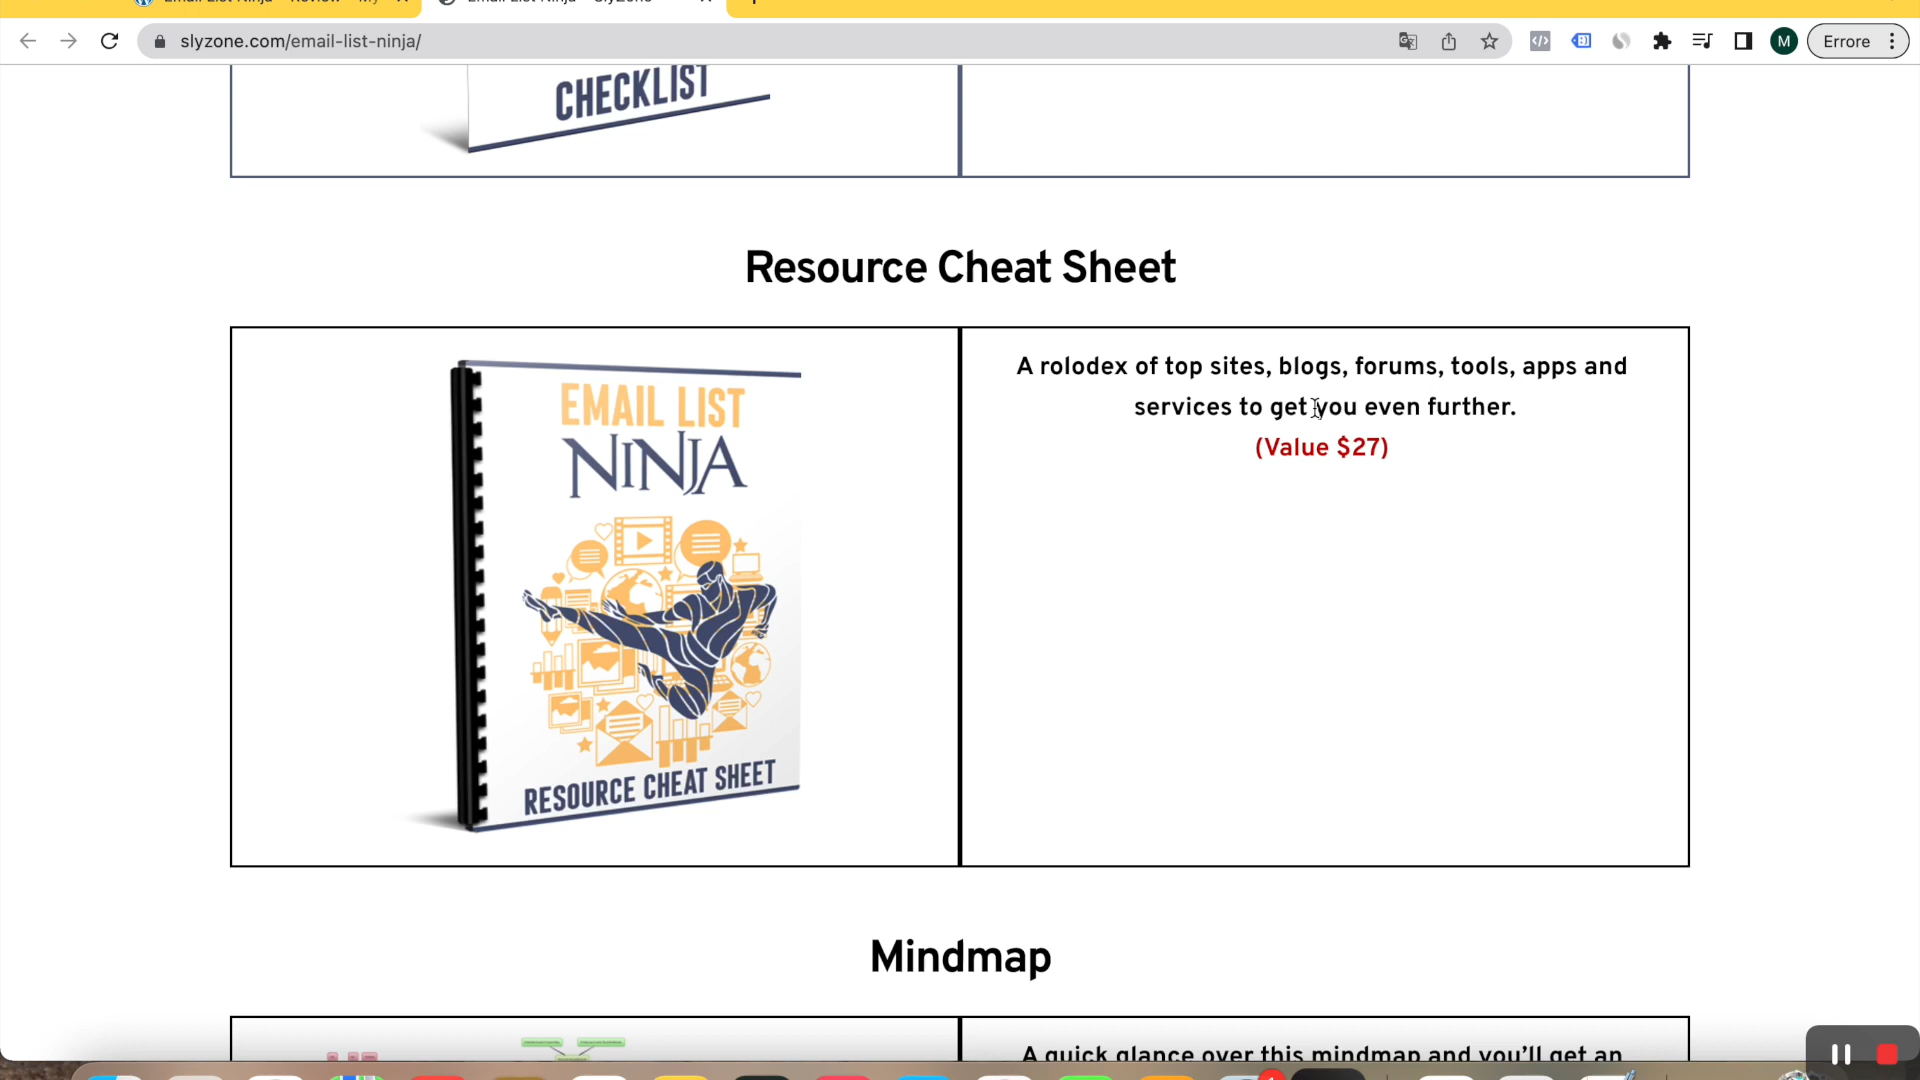 slyzone.com/email-list-ninja/
M
Errore
CHECKLIST
Resource Cheat Sheet
EMAIL LIST
NINJA
RESOURCE CHEAT SHEET
A rolodex of top sites, blogs, forums, tools, apps and
services to get you even further.
(Value $27)
Mindmap
A quick glance over this mindmap and you'll get an